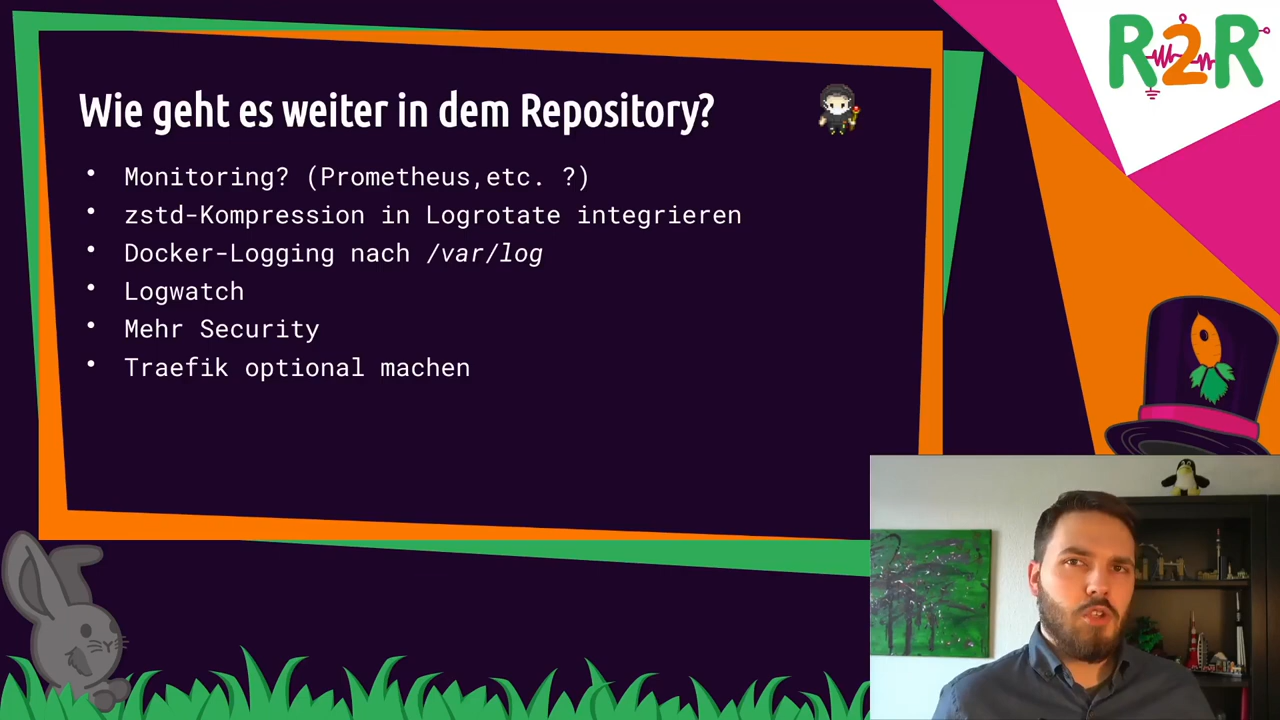 R2R
Wie geht es weiter in dem Repository?
• Monitoring? (Prometheus,etc. ?)
• zstd-Kompression in Logrotate integrieren
• Docker-Logging nach /var/log
• Logwatch
• Mehr Security
• Traefik optional machen